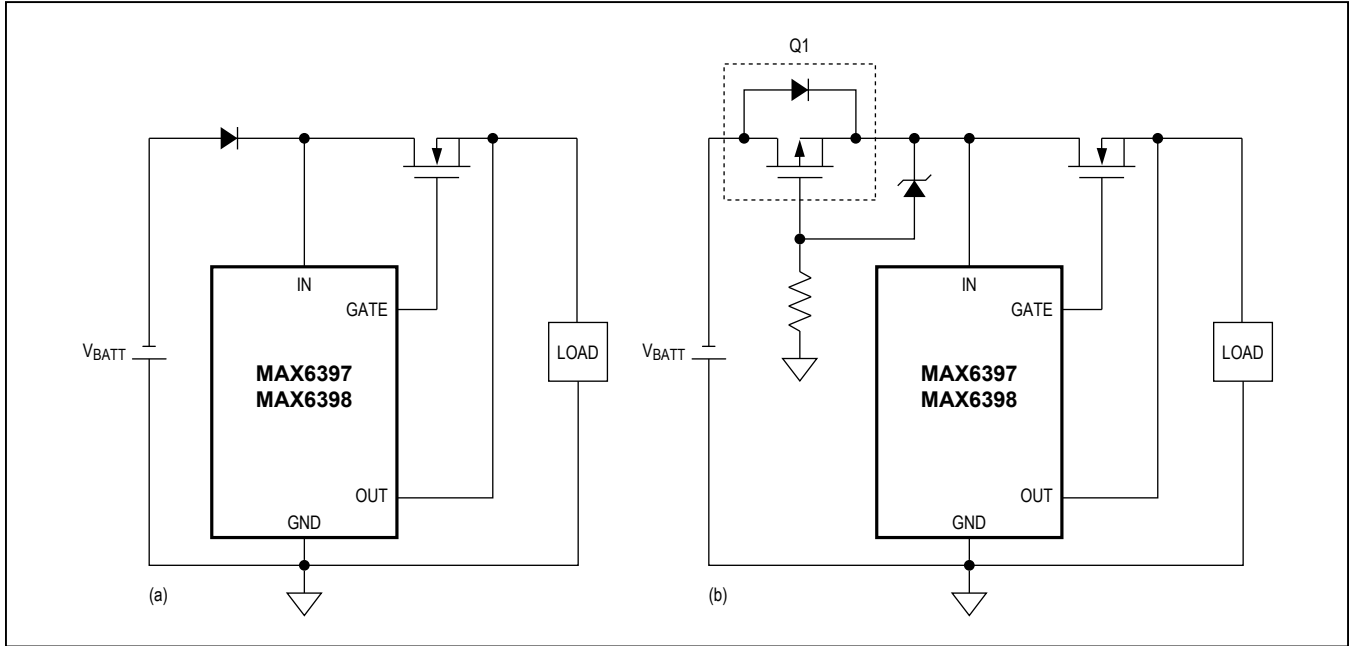 IN
GATE
VBATT
LOAD
MAX6397
MAX6398
OUT
GND
(a)
Q1
IN
GATE
VBATT
LOAD
MAX6397
MAX6398
OUT
GND
(b)